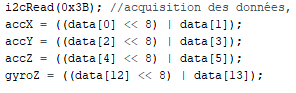 i2cRead(0x3B); //acquisition des données,
accX = ((data[0] << 8) | data[1]);
accY = ((data[2] << 8) | data[3]);
accZ = ((data[4] << 8) | data[5]);
gyroZ = ((data[12] << 8) | data[13]);